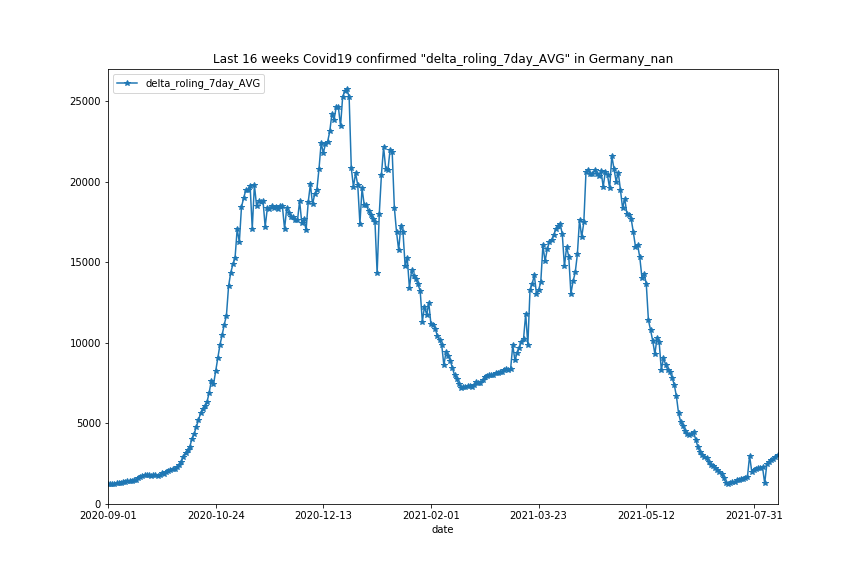 Last 16 weeks Covid19 confirmed "delta_roling_7day_AVG" in Germany_nan
delta_roling_7day_AVG
25000
20000
15000
10000
5000
0
2020-09-01 2020-10-24 2020-12-13 2021-02-01 2021-03-23 2021-05-12 2021-07-31
date